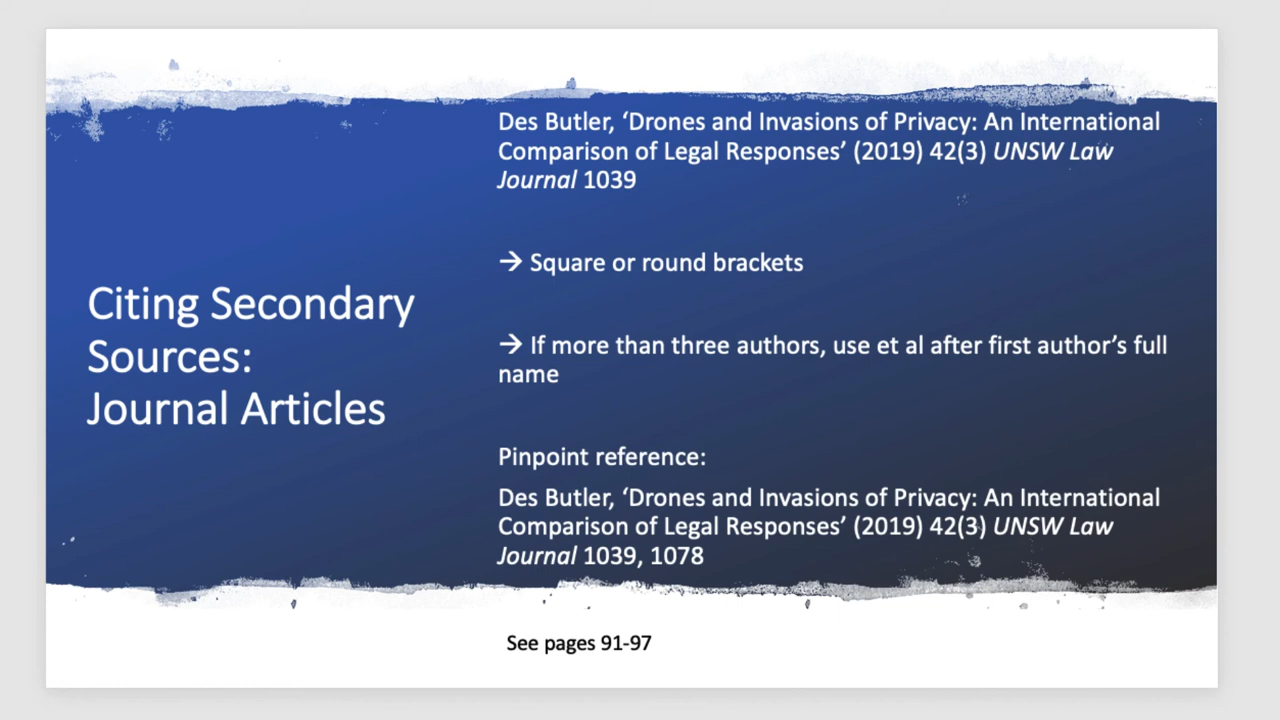 Citing Secondary
Sources:
Journal Articles
Des Butler, ‘Drones and Invasions of Privacy: An International
Comparison of Legal Responses’ (2019) 42(3) UNSW Law
Journal 1039
→ Square or round brackets
→ If more than three authors, use et al after first author’s full
name
Pinpoint reference:
Des Butler, ‘Drones and Invasions of Privacy: An International
Comparison of Legal Responses’ (2019) 42(3) UNSW Law
Journal 1039, 1078
See pages 91-97